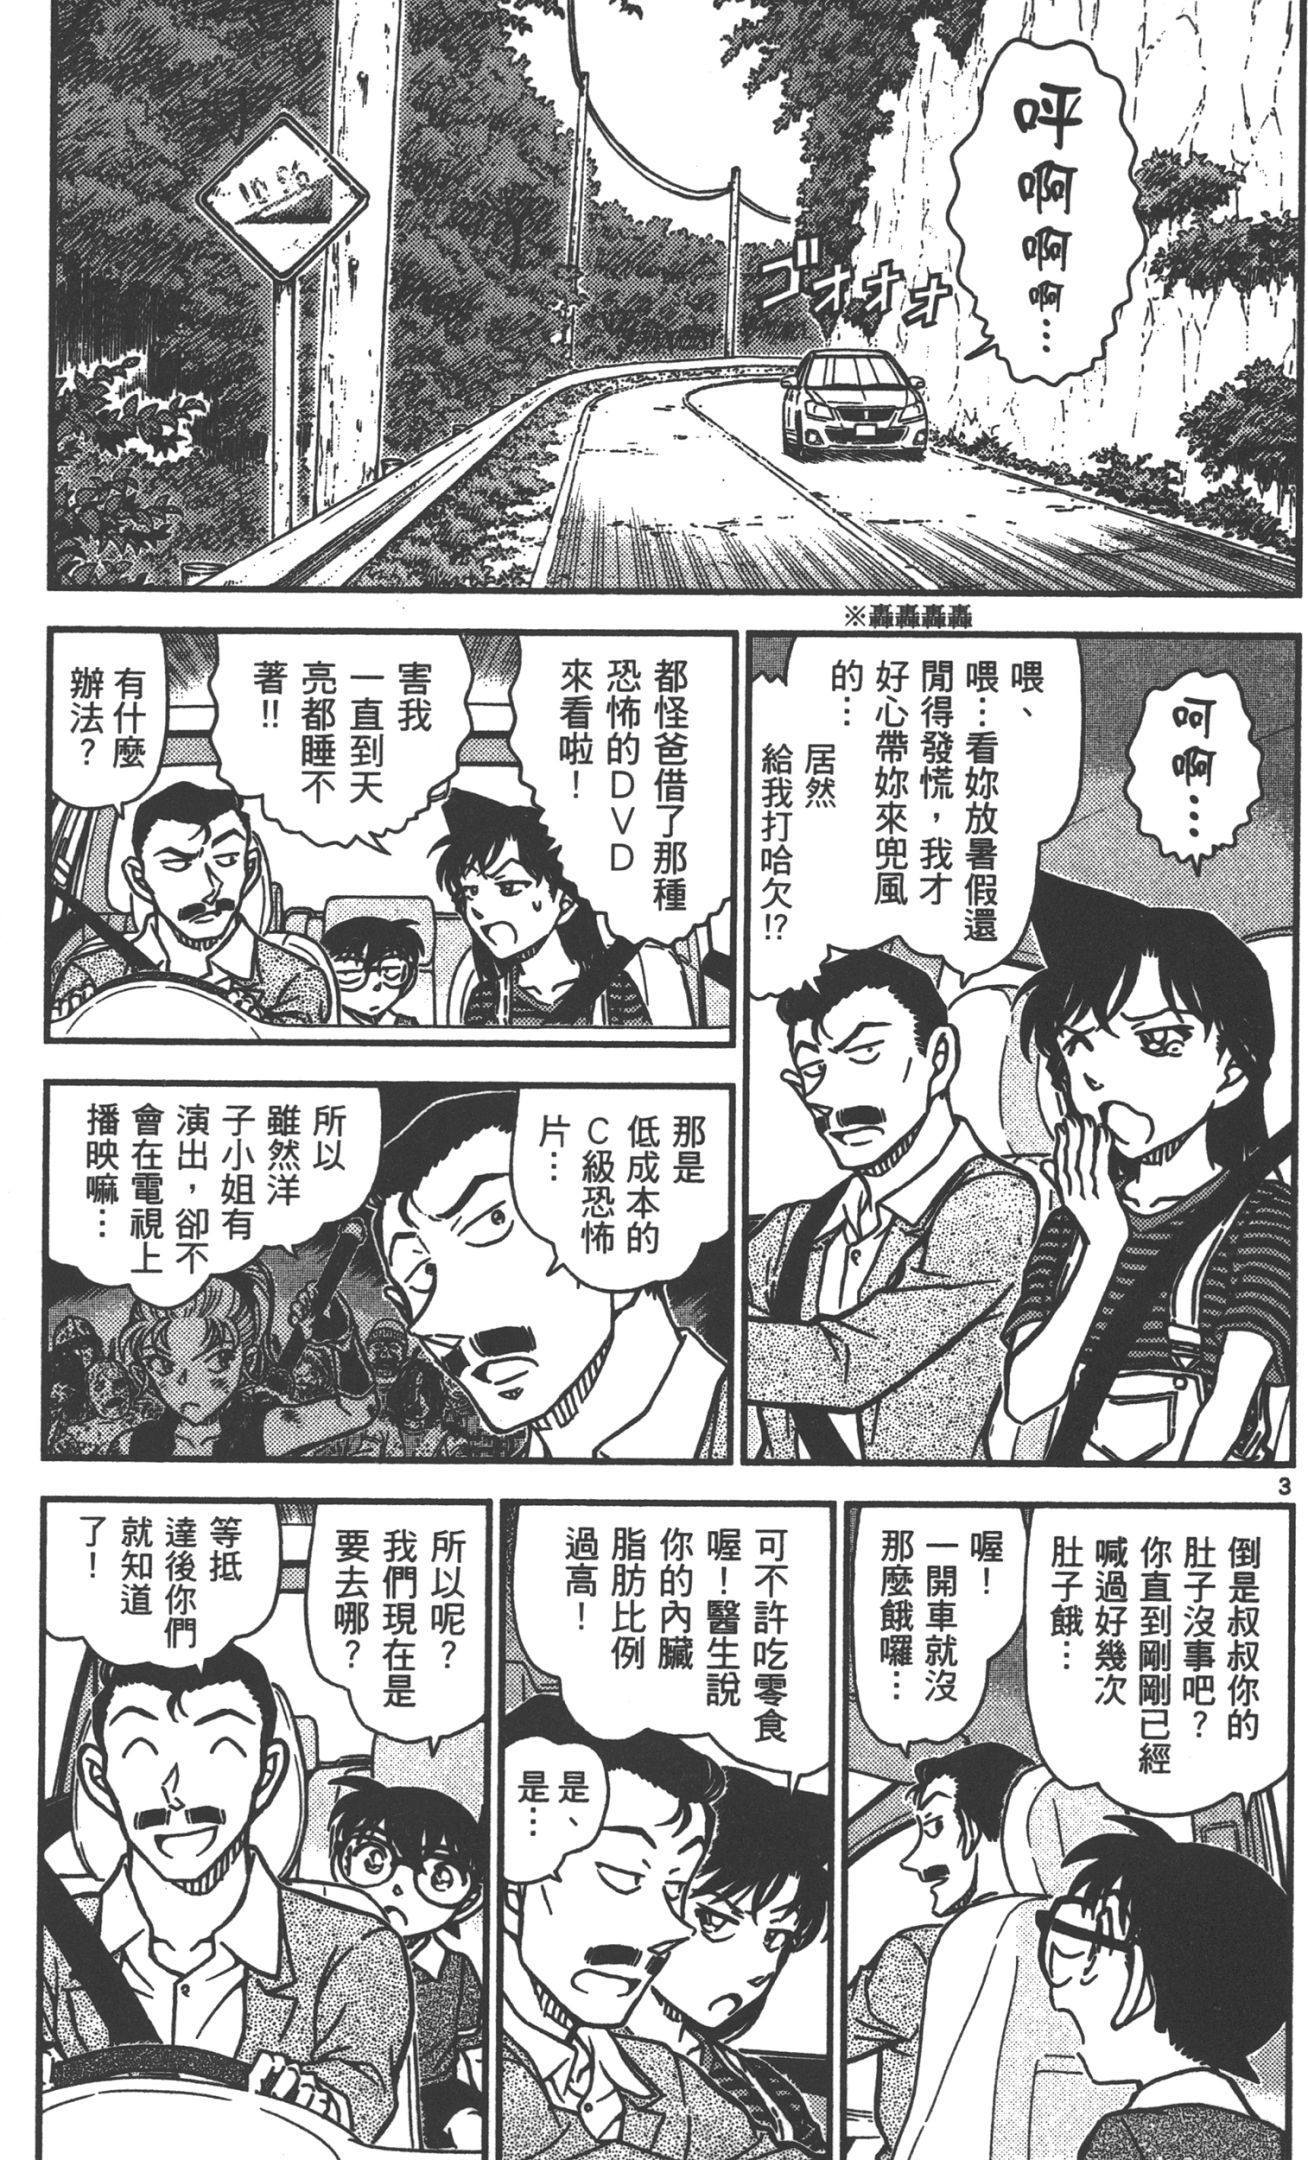 呼啊啊啊…
10%
ゴオオオ
※轟轟轟轟
呵啊…
喂、
喂…看妳放暑假還
閒得發慌，我才
好心帶妳來兜風
的…
居然
給我打哈欠!?
都怪爸借了那種
恐怖的DVD
來看啦！
害我
一直到天
亮都睡不
著!!
有什麼
辦法？
那是
低成本的
C級恐怖
片…
所以
雖然洋
子小姐有
演出，卻不
會在電視上
播映嘛…
3
倒是叔叔你的
肚子沒事吧？
你直到剛剛已經
喊過好幾次
肚子餓…
喔！
一開車就沒
那麼餓囉…
可不許吃零食
喔！醫生說
你的內臟
脂肪比例
過高！
是、
是…
所以呢？
我們現在是
要去哪？
等抵
達後你們
就知道
了！